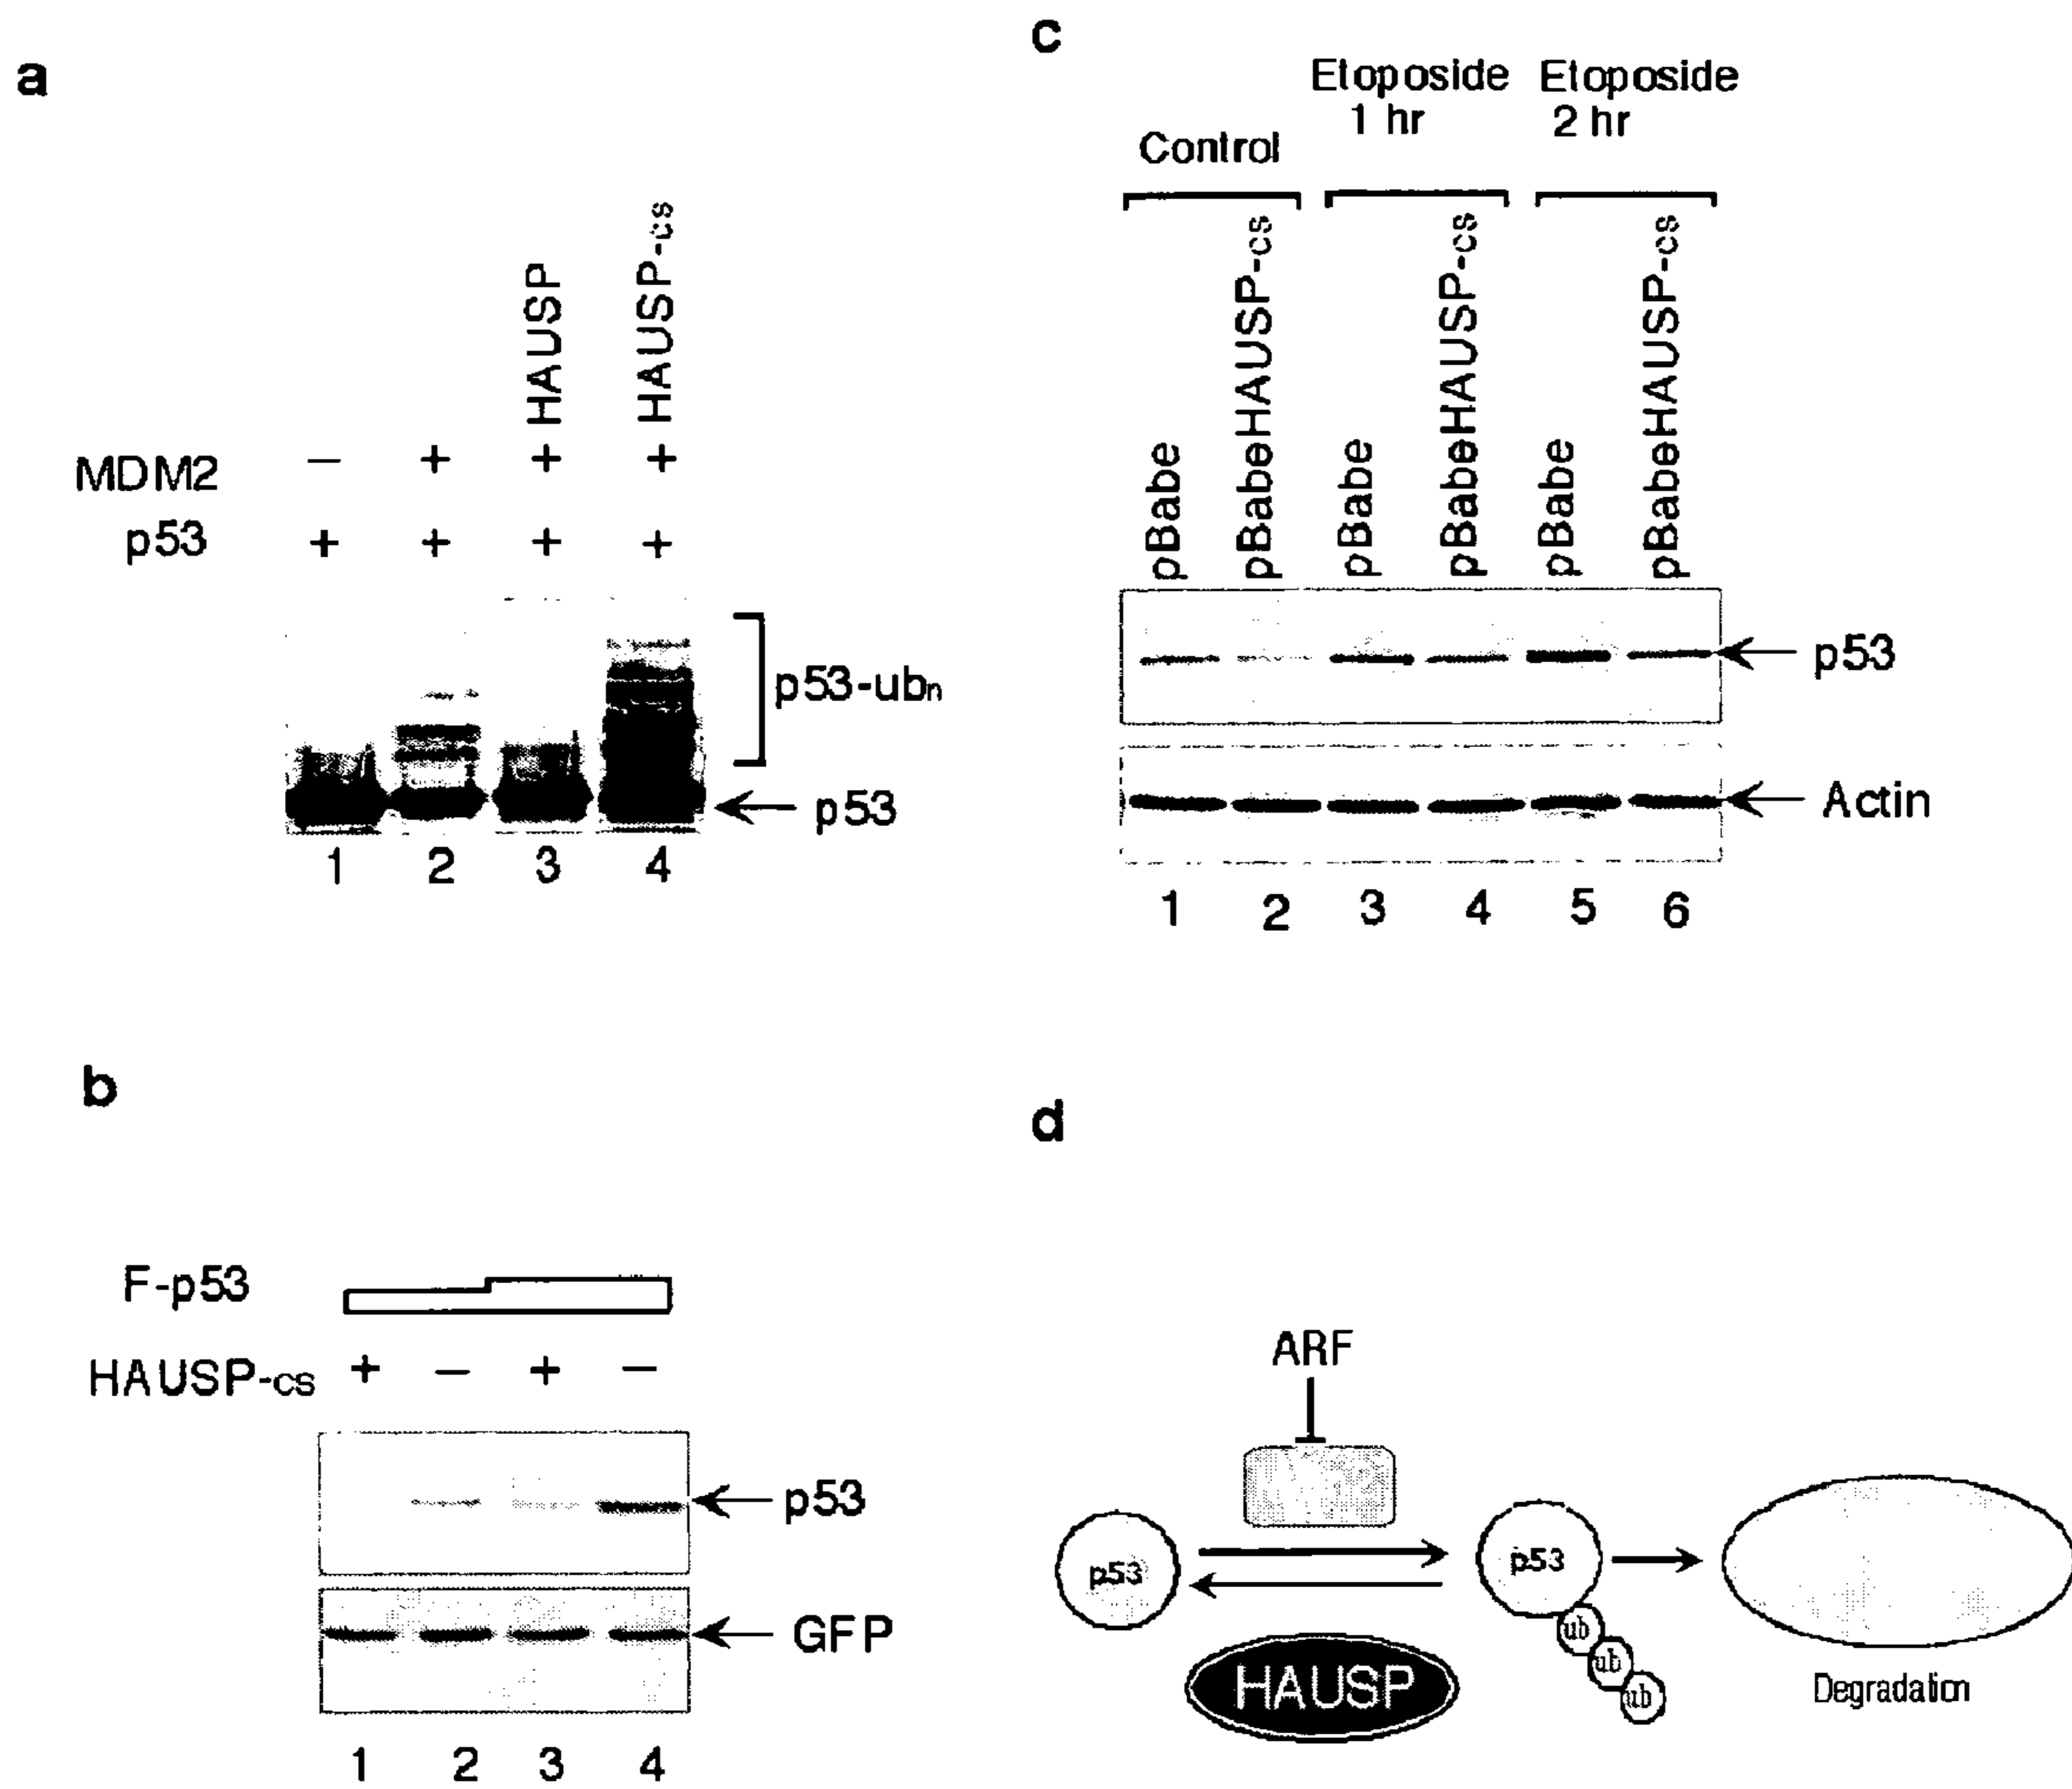 a
HAUSP
HAUSP-cs
MDM2 – + + +
p53 + + + +
p53-ubn
p53
1 2 3 4
b
F-p53
HAUSP-cs + – + –
p53
GFP
1 2 3 4
c
Control
Etoposide 1 hr
Etoposide 2 hr
pBabe
pBabeHAUSP-cs
pBabe
pBabeHAUSP-cs
pBabe
pBabeHAUSP-cs
p53
Actin
1 2 3 4 5 6
d
ARF
p53
p53
ub
ub
ub
HAUSP
Degradation